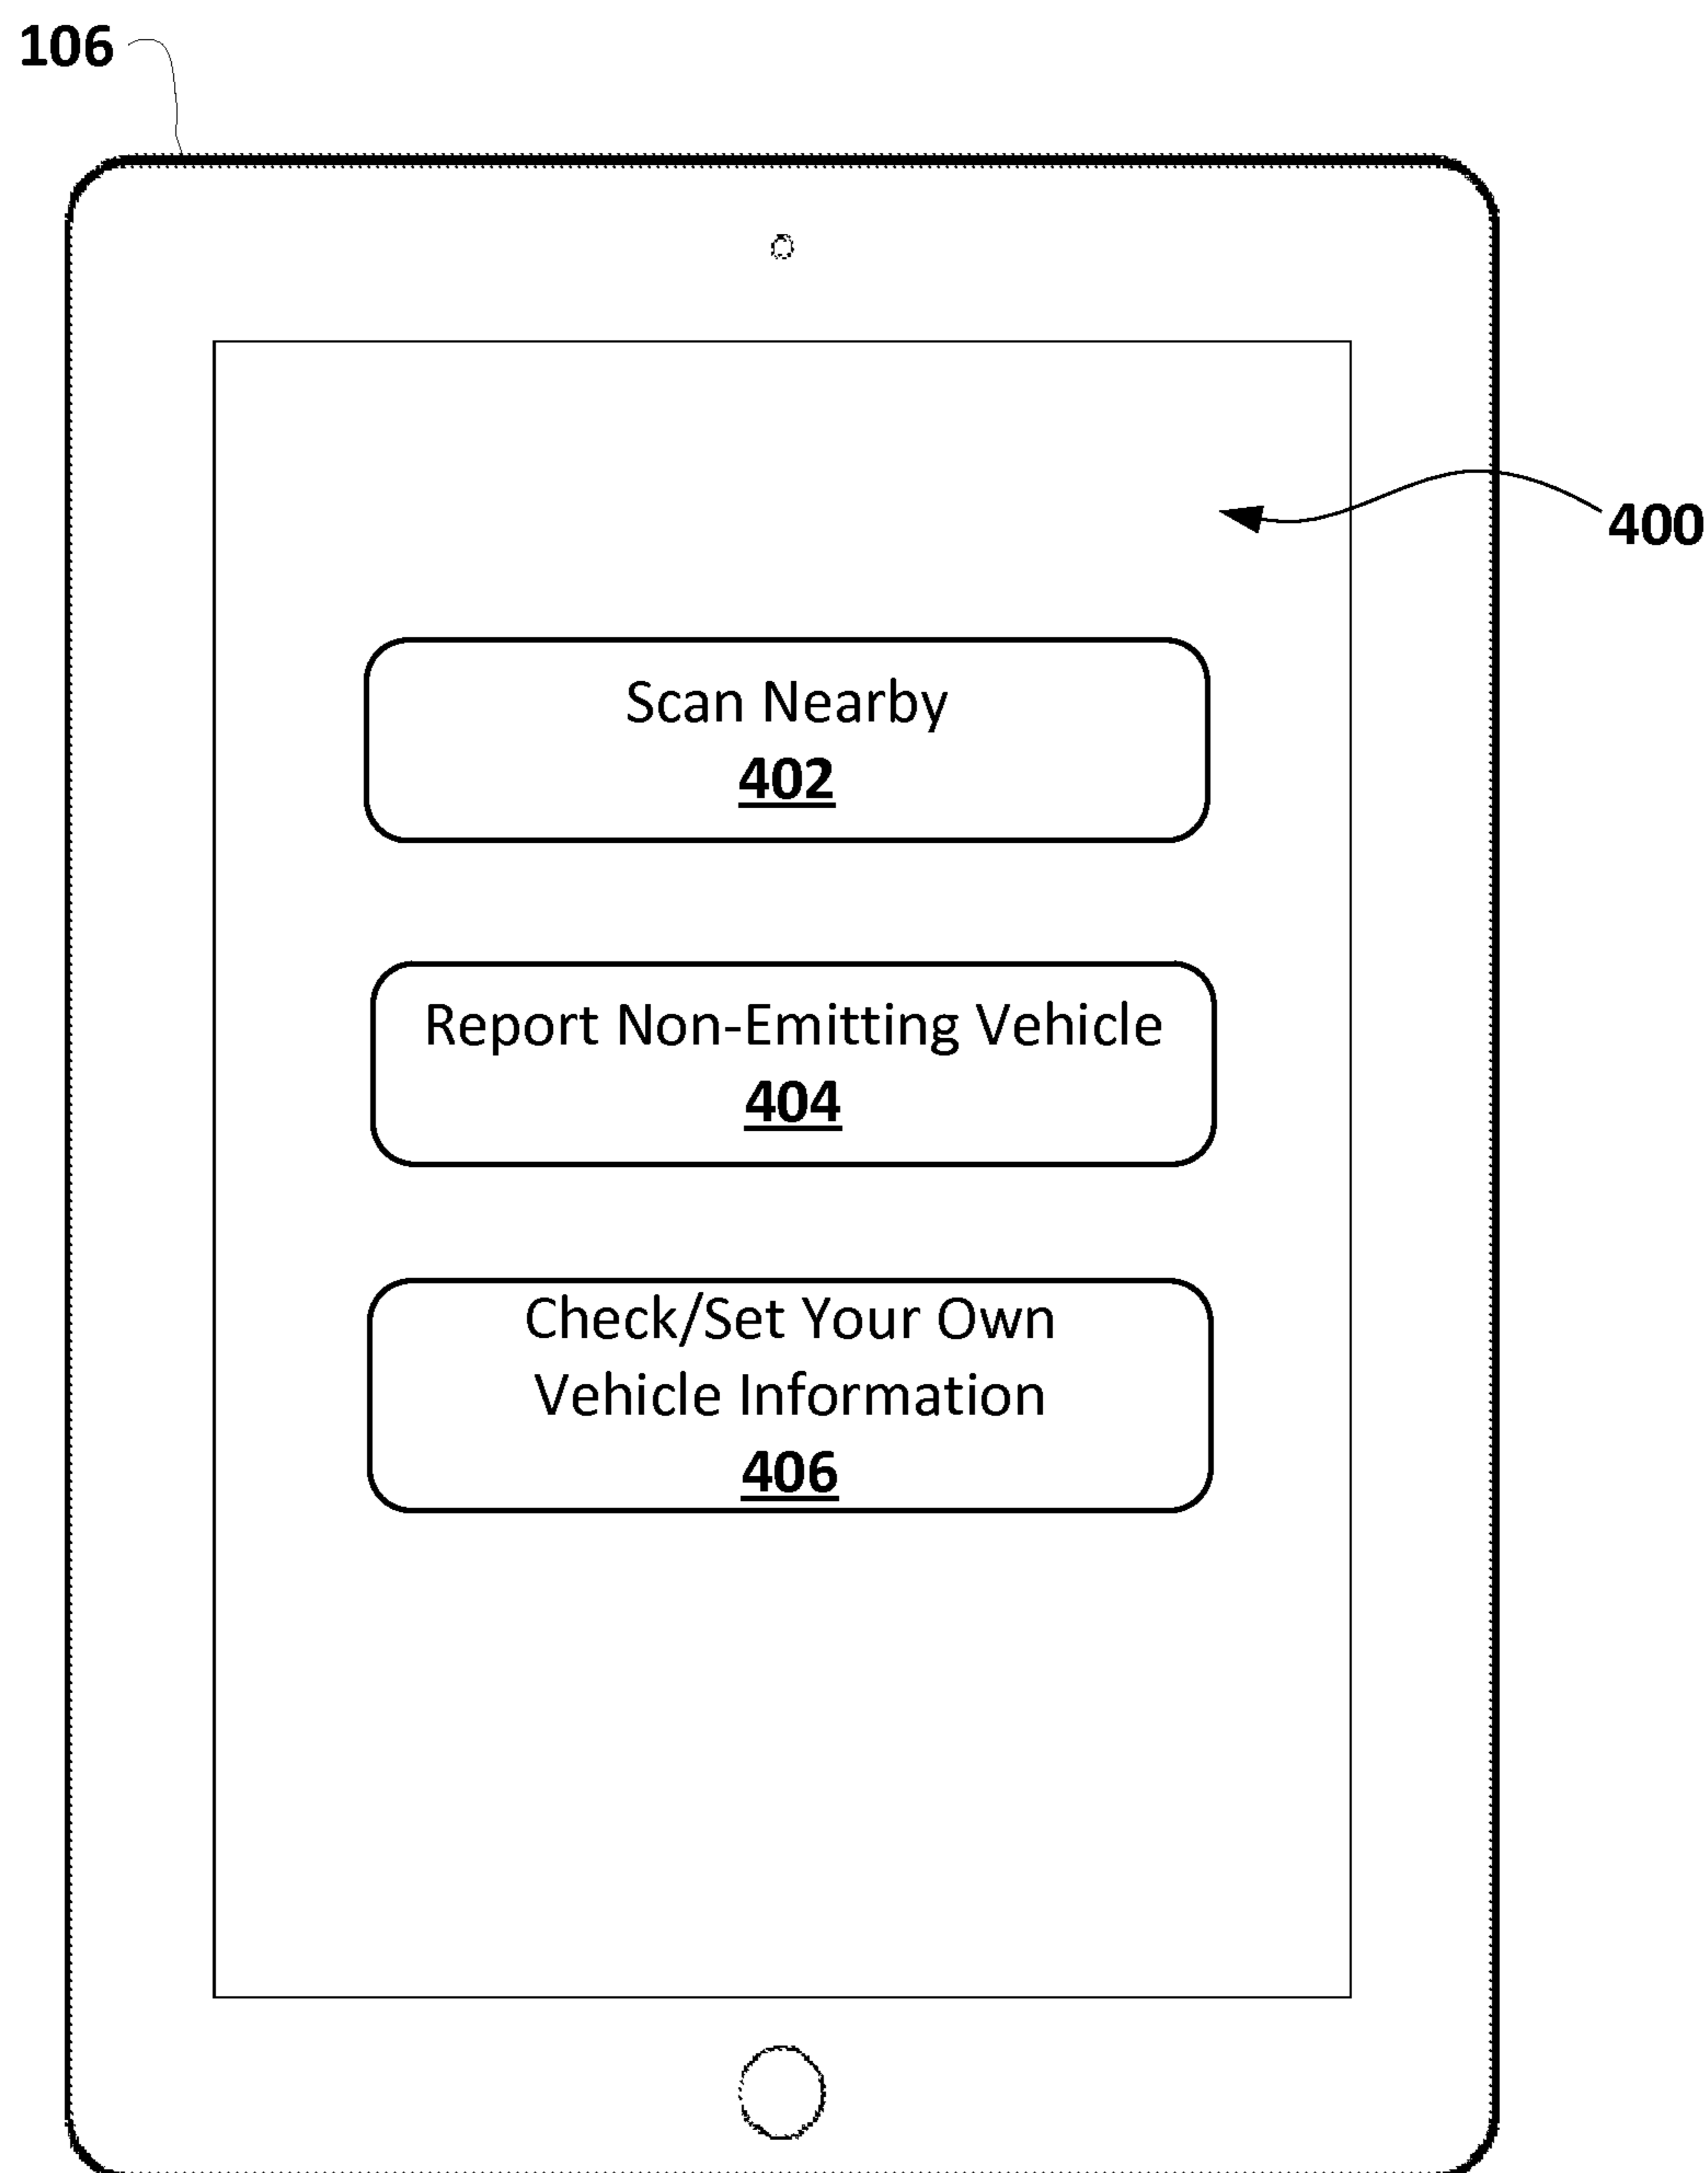 106
400
Scan Nearby
402
Report Non-Emitting Vehicle
404
Check/Set Your Own
Vehicle Information
406